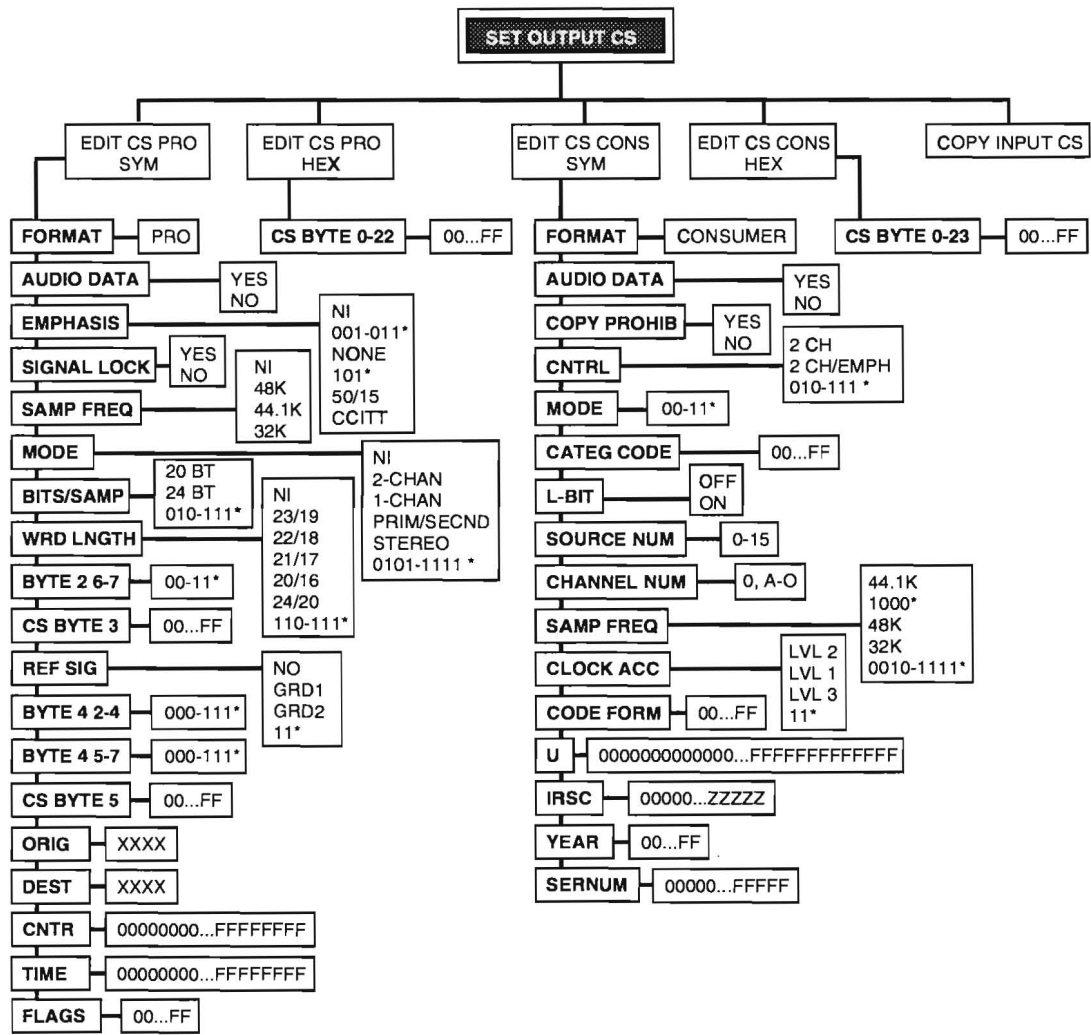 SET OUTPUT CS
EDIT CS PRO
SYM
EDIT CS PRO
HEX
EDIT CS CONS
SYM
EDIT CS CONS
HEX
COPY INPUT CS
FORMAT
PRO
AUDIO DATA
YES
NO
EMPHASIS
NI
001-011*
NONE
101*
50/15
CCITT
SIGNAL LOCK
YES
NO
SAMP FREQ
NI
48K
44.1K
32K
MODE
NI
2-CHAN
1-CHAN
PRIM/SECND
STEREO
0101-1111 *
BITS/SAMP
20 BT
24 BT
010-111*
WRD LNGTH
NI
23/19
22/18
21/17
20/16
24/20
110-111*
BYTE 2 6-7
00-11*
CS BYTE 3
00...FF
REF SIG
NO
GRD1
GRD2
11*
BYTE 4 2-4
000-111*
BYTE 4 5-7
000-111*
CS BYTE 5
00...FF
ORIG
XXXX
DEST
XXXX
CNTR
00000000...FFFFFFFF
TIME
00000000...FFFFFFFF
FLAGS
00...FF
CS BYTE 0-22
00...FF
FORMAT
CONSUMER
AUDIO DATA
YES
NO
COPY PROHIB
YES
NO
CNTRL
2 CH
2 CH/EMPH
010-111 *
MODE
00-11*
CATEG CODE
00...FF
L-BIT
OFF
ON
SOURCE NUM
0-15
CHANNEL NUM
0, A-O
SAMP FREQ
44.1K
1000*
48K
32K
0010-1111*
CLOCK ACC
LVL 2
LVL 1
LVL 3
11*
CODE FORM
00...FF
U
0000000000000...FFFFFFFFFFFFF
IRSC
00000...ZZZZZ
YEAR
00...FF
SERNUM
00000...FFFFF
CS BYTE 0-23
00...FF